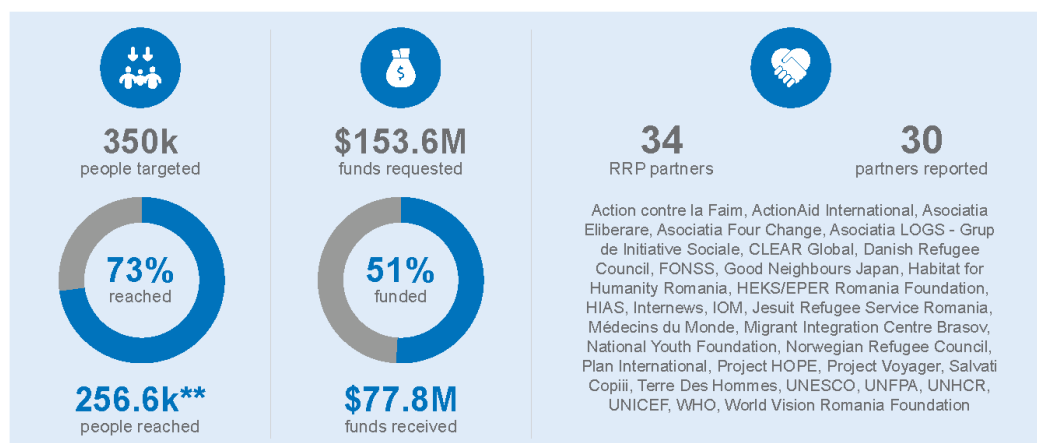 350k
people targeted
73%
reached
256.6k**
people reached
$
$153.6M
funds requested
51%
funded
$77.8M
funds received
34
RRP partners
30
partners reported
Action contre la Faim, ActionAid International, Asociatia
Eliberare, Asociatia Four Change, Asociatia LOGS - Grup
de Initiative Sociale, CLEAR Global, Danish Refugee
Council, FONSS, Good Neighbours Japan, Habitat for
Humanity Romania, HEKS/EPER Romania Foundation,
HIAS, Internews, IOM, Jesuit Refugee Service Romania,
Médecins du Monde, Migrant Integration Centre Brasov,
National Youth Foundation, Norwegian Refugee Council,
Plan International, Project HOPE, Project Voyager, Salvati
Copiii, Terre Des Hommes, UNESCO, UNFPA, UNHCR,
UNICEF, WHO, World Vision Romania Foundation